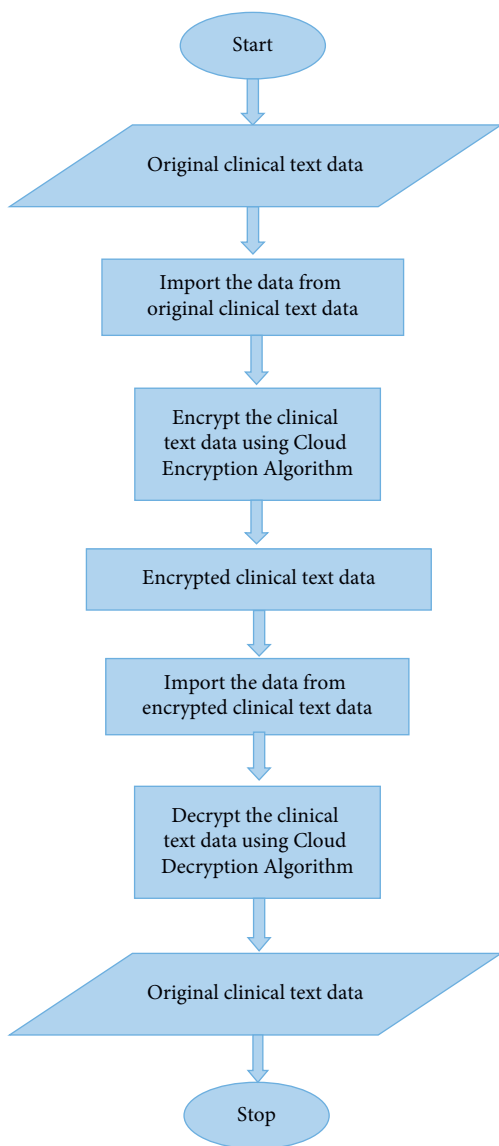 Start
Original clinical text data
Import the data from
original clinical text data
Encrypt the clinical
text data using Cloud
Encryption Algorithm
Encrypted clinical text data
Import the data from
encrypted clinical text data
Decrypt the clinical
text data using Cloud
Decryption Algorithm
Original clinical text data
Stop